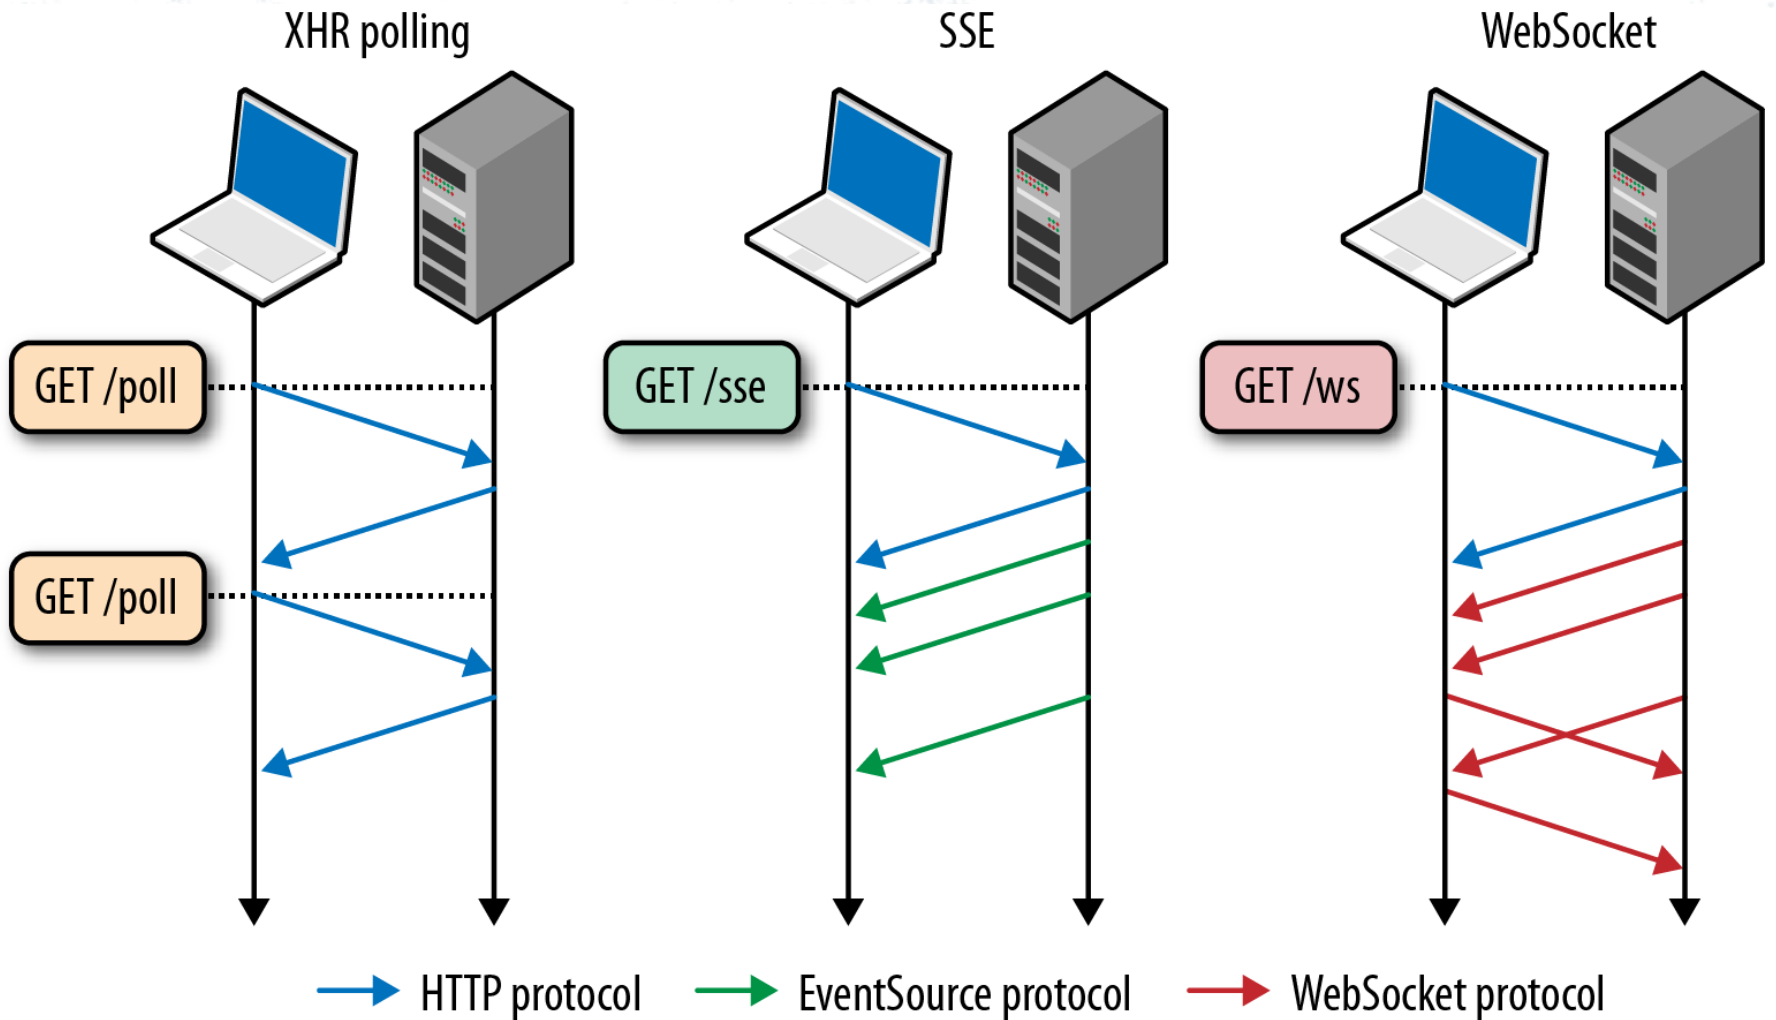 XHR polling
SSE
WebSocket
GET /poll
GET /sse
GET /ws
GET /poll
HTTP protocol
EventSource protocol
WebSocket protocol